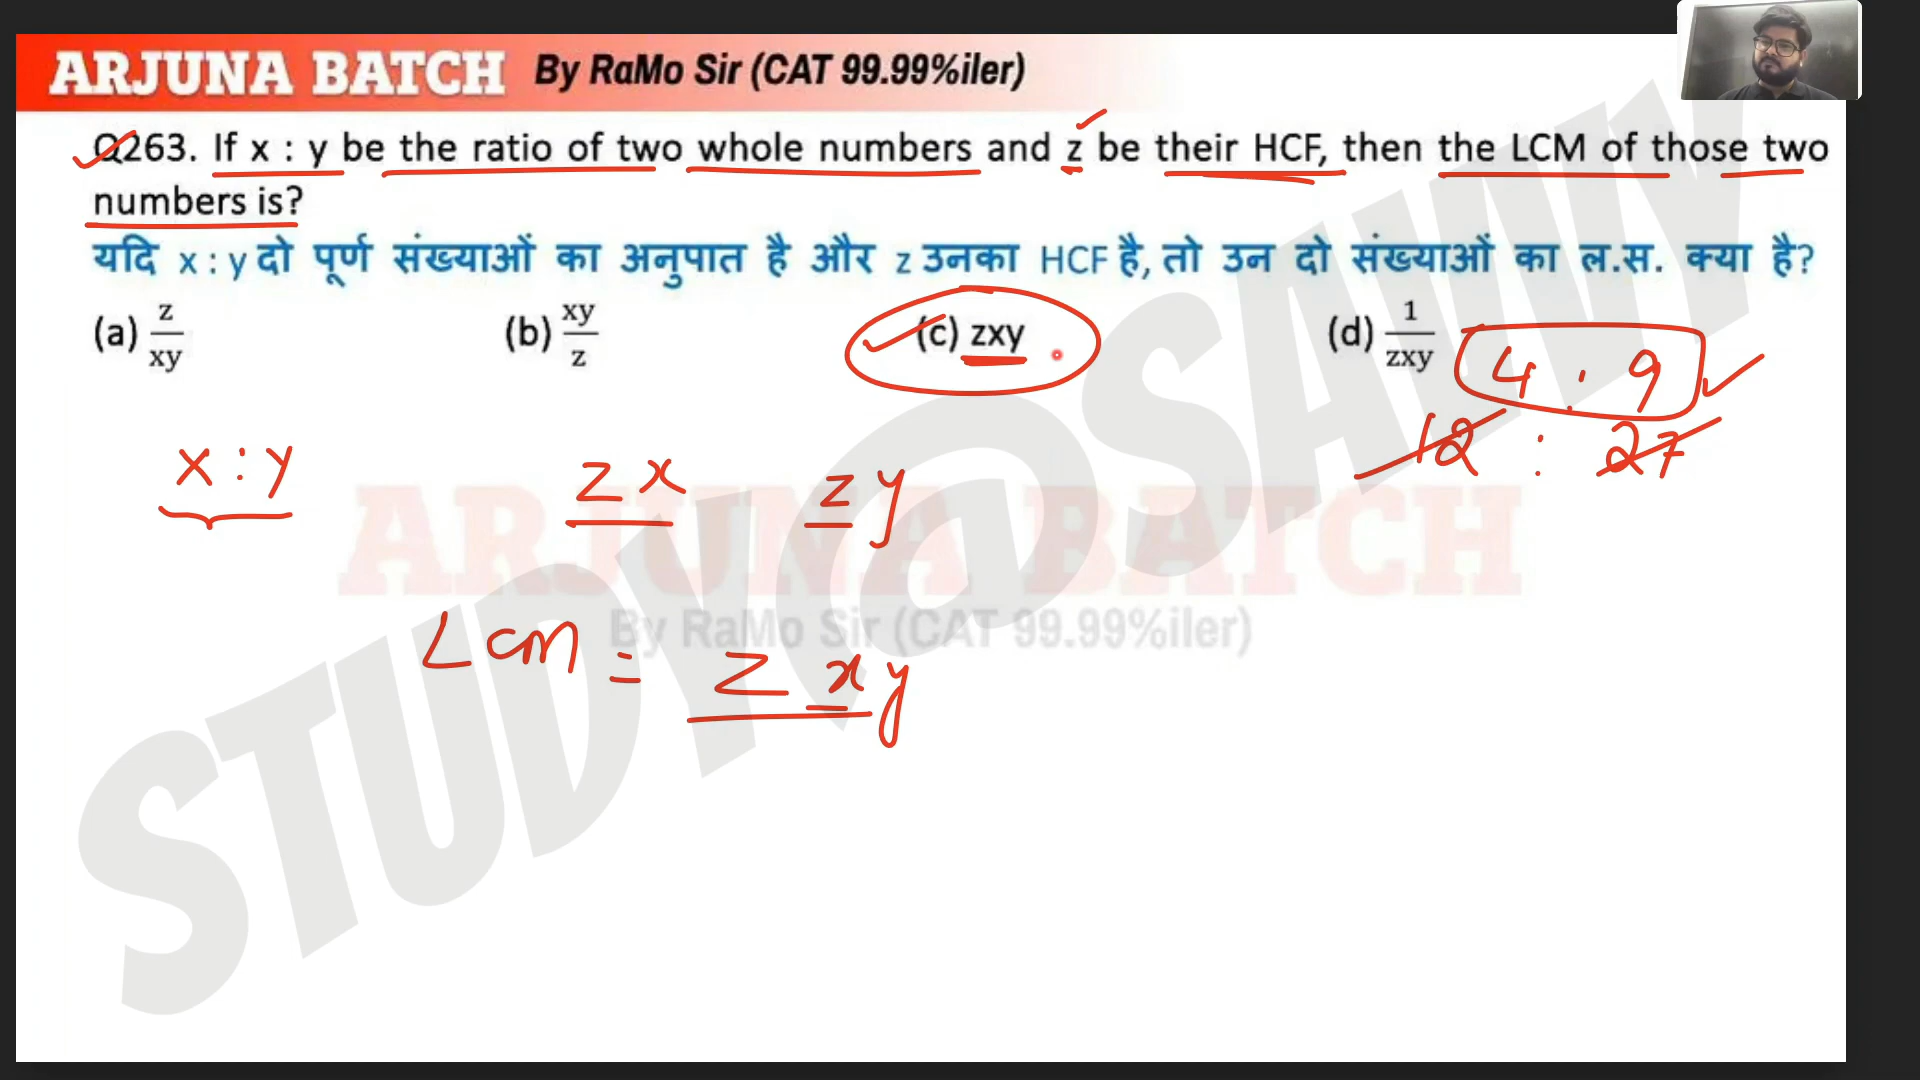 ARJUNA BATCH By RaMo Sir (CAT 99.99%iler)
Q263. If x : y be the ratio of two whole numbers and z be their HCF, then the LCM of those two
numbers is?
यदि x : y दो पूर्ण संख्याओं का अनुपात है और z उनका HCF है, तो उन दो संख्याओं का ल.स. क्या है?
(a) z/xy (b) xy/z (c) zxy (d) 1/zxy
4 : 9
12 : 27
x : y zx zy
ARJUNA BATCH
By RaMo Sir (CAT 99.99%iler)
Lcm = zxy
STUDY@SAVVY